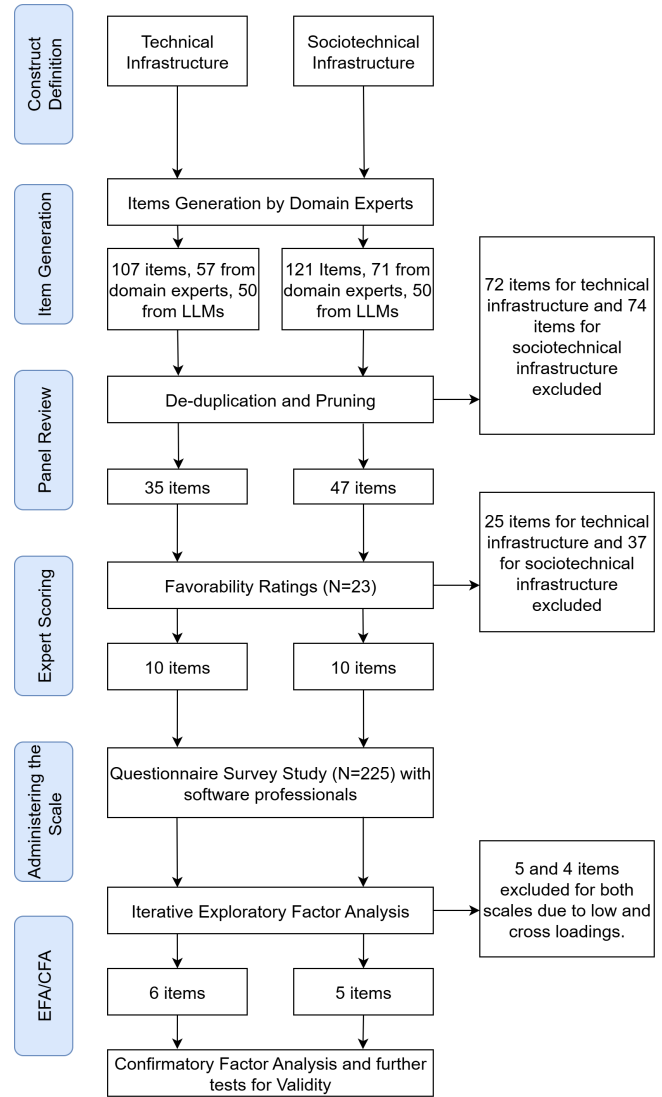 Construct
Definition
Technical
Infrastructure
Sociotechnical
Infrastructure
Item Generation
Items Generation by Domain Experts
107 items, 57 from
domain experts, 50
from LLMs
121 Items, 71 from
domain experts, 50
from LLMs
72 items for technical
infrastructure and 74
items for
sociotechnical
infrastructure
excluded
Panel Review
De-duplication and Pruning
35 items
47 items
25 items for technical
infrastructure and 37
for sociotechnical
infrastructure
excluded
Expert Scoring
Favorability Ratings (N=23)
10 items
10 items
Administering the
Scale
Questionnaire Survey Study (N=225) with
software professionals
5 and 4 items
excluded for both
scales due to low and
cross loadings.
EFA/CFA
Iterative Exploratory Factor Analysis
6 items
5 items
Confirmatory Factor Analysis and further
tests for Validity